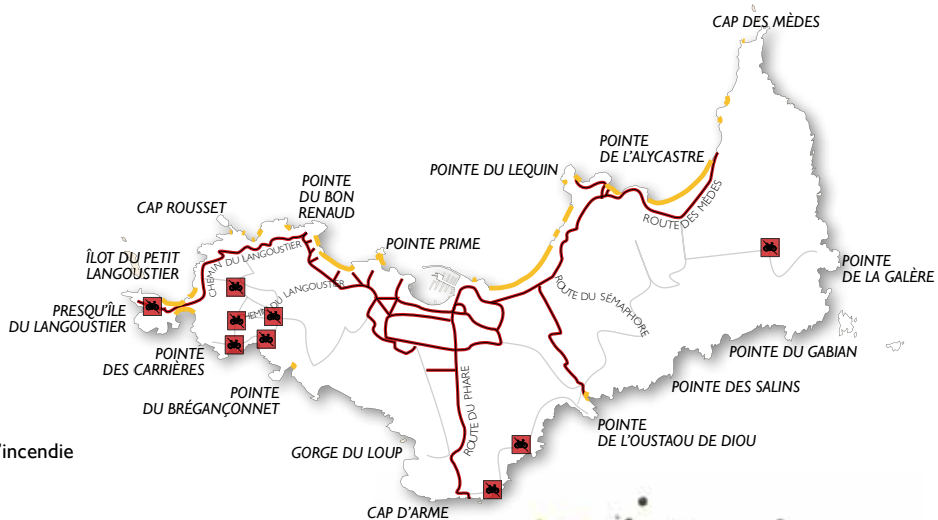 CAP DES MÈDES
POINTE
DE L'ALYCASTRE
POINTE DU LEQUIN
POINTE
DU BON
RENAUD
CAP ROUSSET
ROUTE DES MÈDES
POINTE PRIME
ÎLOT DU PETIT
LANGOUSTIER
CHEMIN DU LANGOUSTIER
POINTE
DE LA GALÈRE
PRESQU'ÎLE
DU LANGOUSTIER
CHEMIN DU LANGOUSTIER
ROUTE DU SÉMAPHORE
POINTE DU GABIAN
POINTE
DES CARRIÈRES
POINTE DES SALINS
POINTE
DU BRÉGANÇONNET
ROUTE DU PHARE
POINTE
DE L'OUSTAOU DE DIOU
'incendie
GORGE DU LOUP
CAP D'ARME